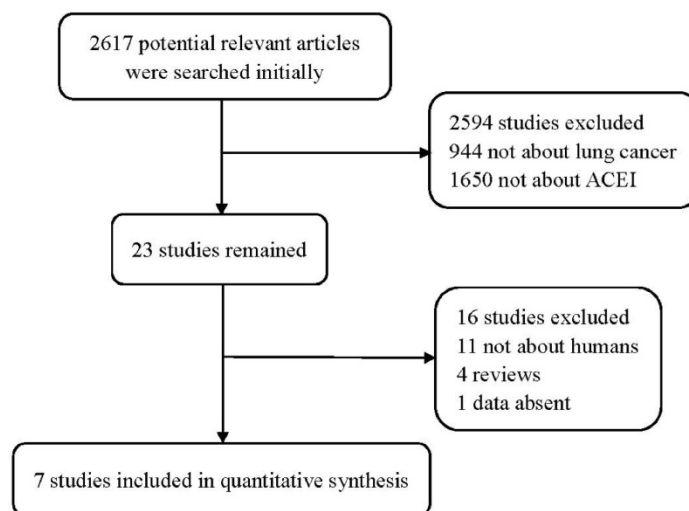 2617 potential relevant articles
were searched initially
2594 studies excluded
944 not about lung cancer
1650 not about ACEI
23 studies remained
16 studies excluded
11 not about humans
4 reviews
1 data absent
7 studies included in quantitative synthesis